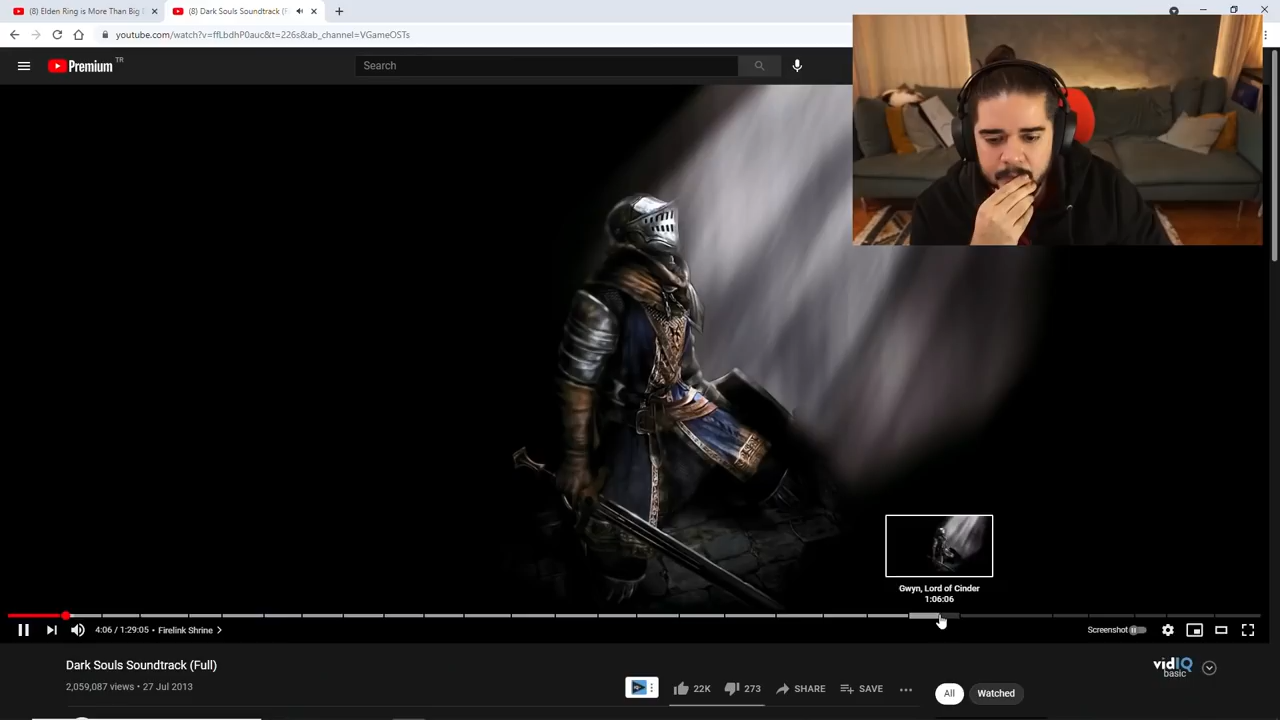 (8) Elden Ring is More Than Big
(8) Dark Souls Soundtrack (F
youtube.com/watch?v=ffLbdhP0auc&t=226s&ab_channel=VGameOSTs
Premium TR
Search
Gwyn, Lord of Cinder
1:06:06
4:06 / 1:29:05 • Firelink Shrine
Screenshot
Dark Souls Soundtrack (Full)
2,059,087 views • 27 Jul 2013
22K
273
SHARE
SAVE
vidIQ
basic
All
Watched